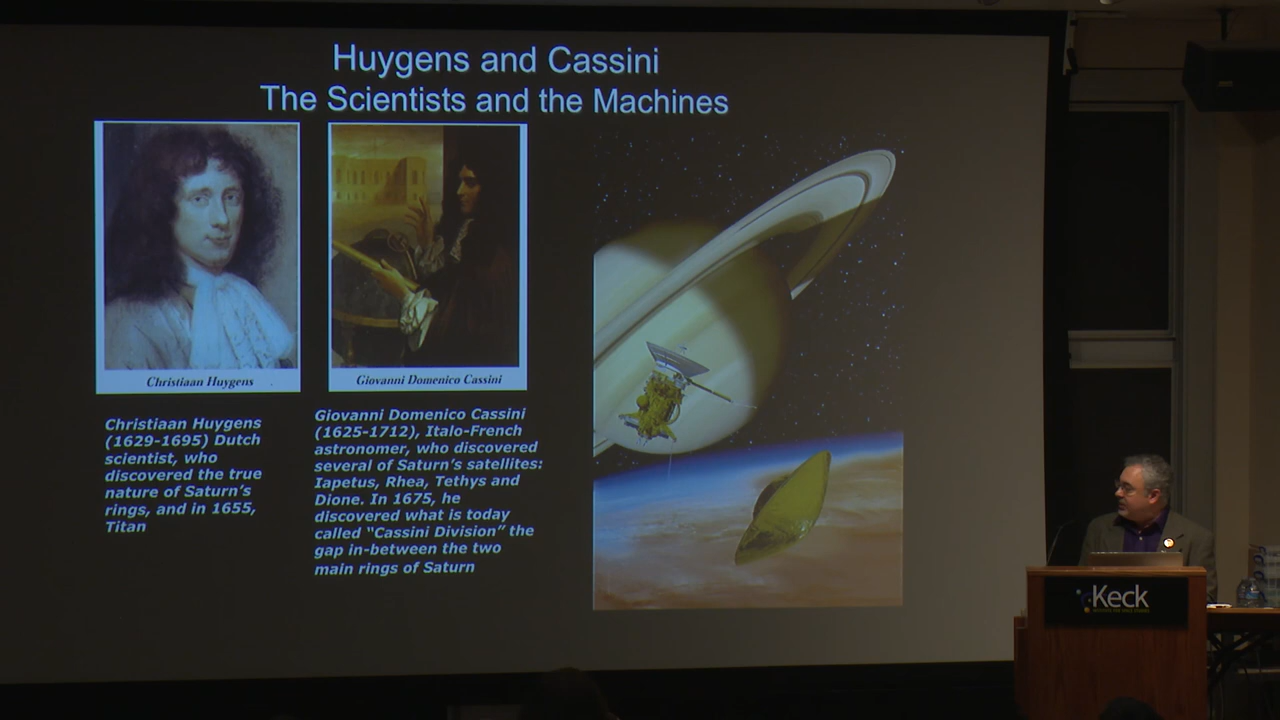 Huygens and Cassini
The Scientists and the Machines
Christiaan Huygens
Giovanni Domenico Cassini
Christiaan Huygens
(1629-1695) Dutch
scientist, who
discovered the true
nature of Saturn's
rings, and in 1655,
Titan
Giovanni Domenico Cassini
(1625-1712), Italo-French
astronomer, who discovered
several of Saturn's satellites:
Iapetus, Rhea, Tethys and
Dione. In 1675, he
discovered what is today
called “Cassini Division” the
gap in-between the two
main rings of Saturn
Keck